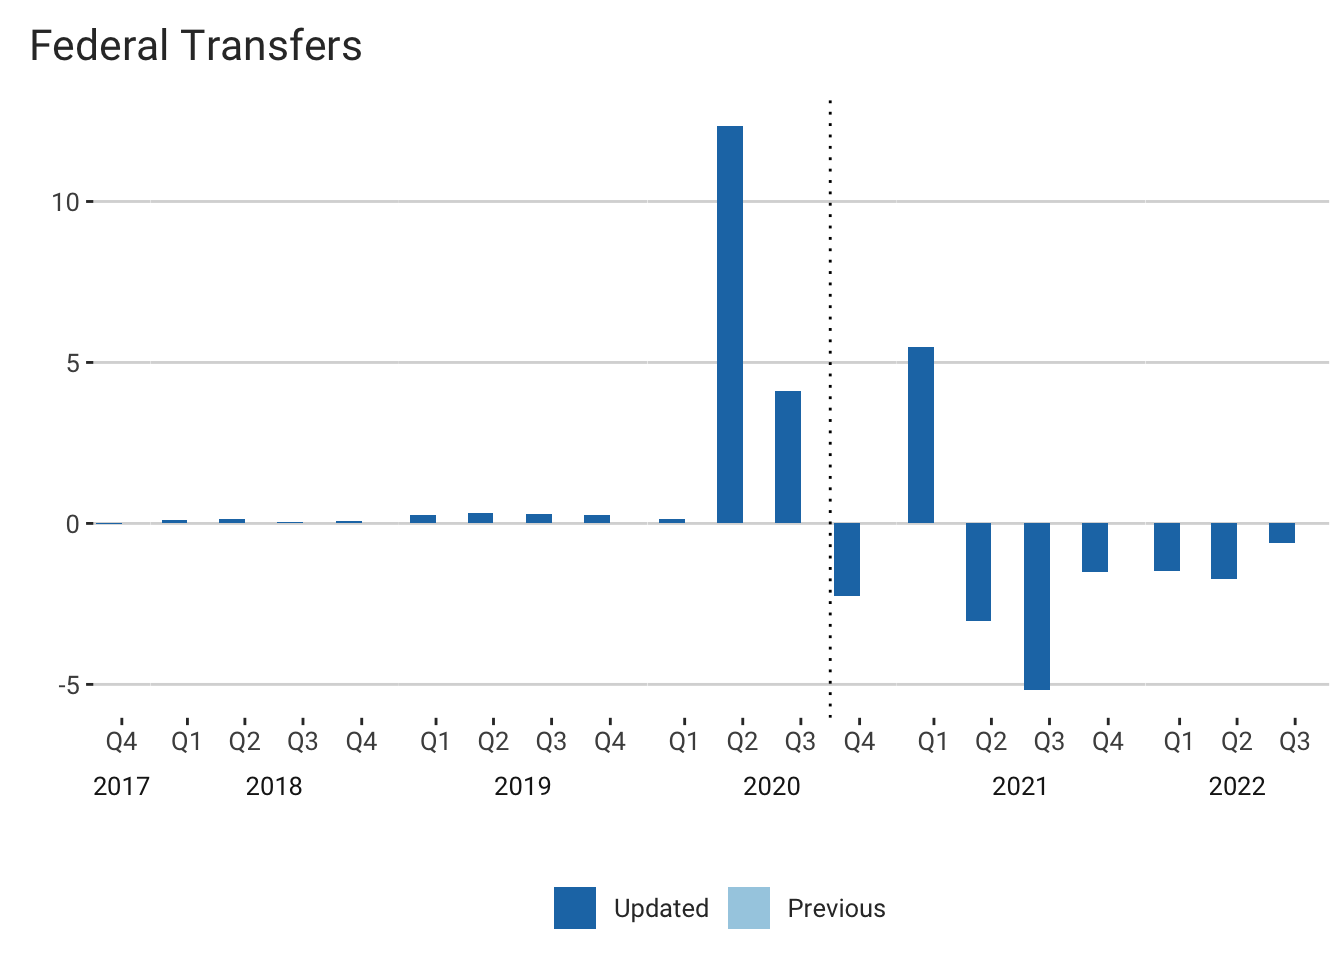 Federal Transfers
10
5
0
-5
Q4 Q1 Q2 Q3 Q4 Q1 Q2 Q3 Q4 Q1 Q2 Q3 Q4 Q1 Q2 Q3 Q4 Q1 Q2 Q3
2017 2018 2019 2020 2021 2022
Updated Previous